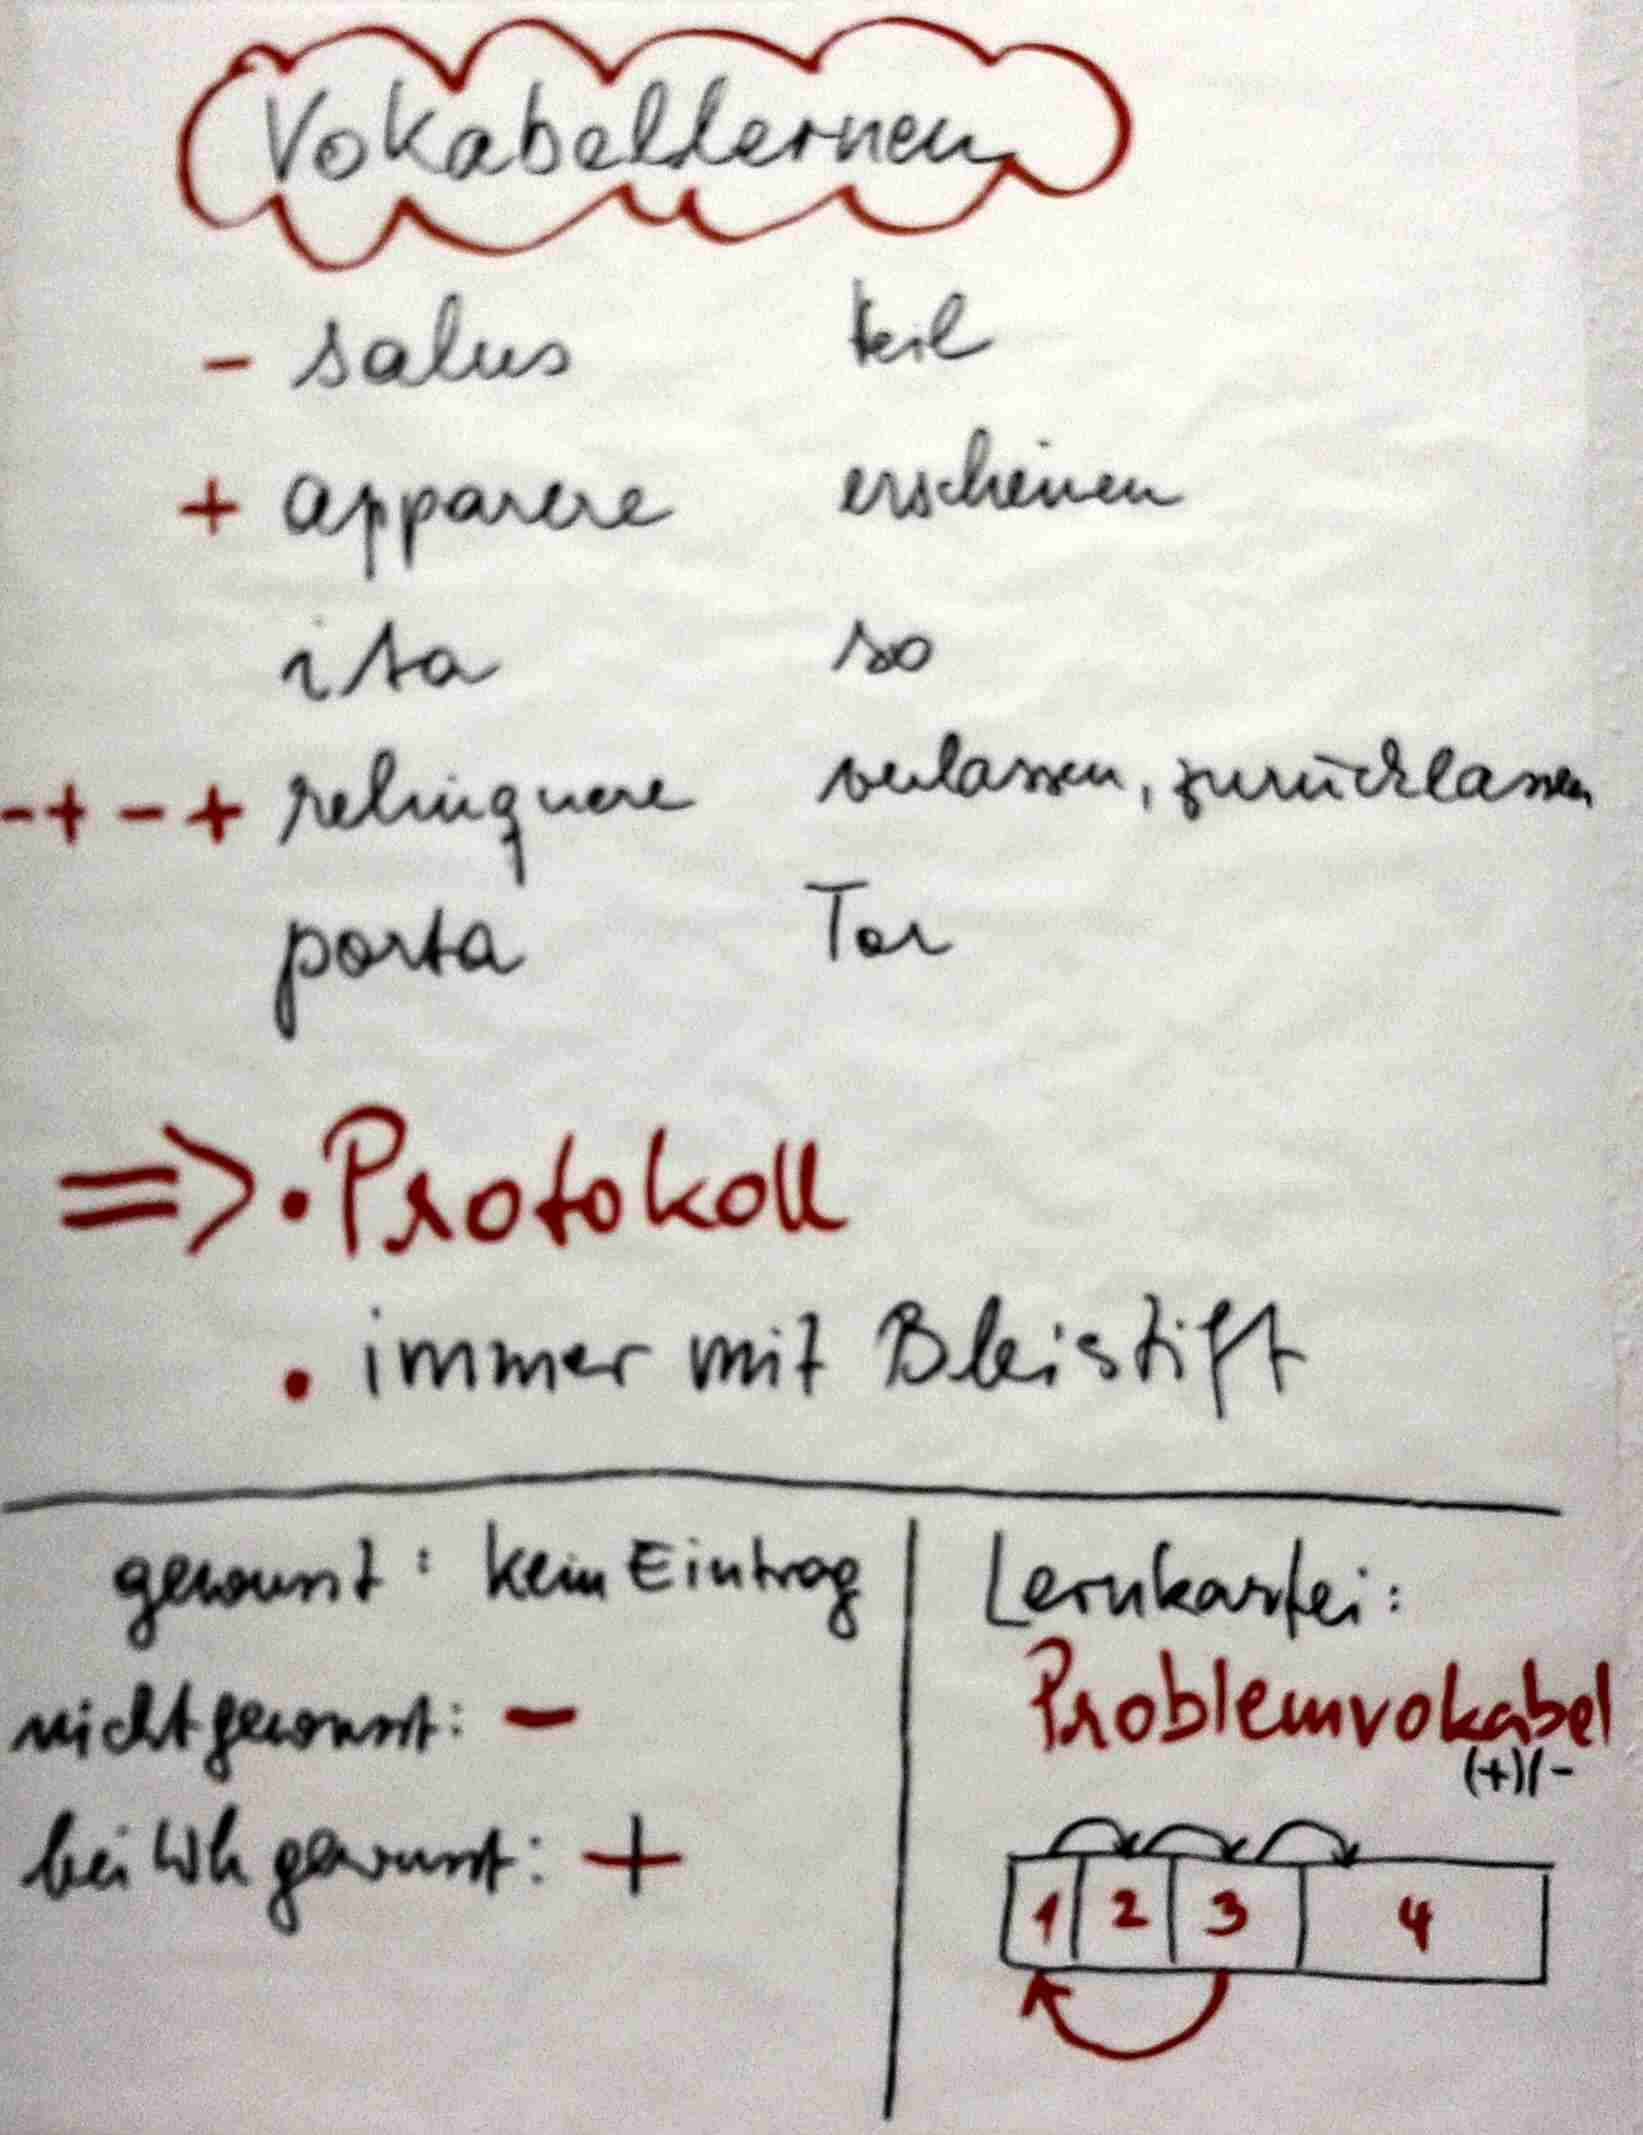 Vokabellernen
- salus Heil
+ apparere erscheinen
ita so
-+ - + relinquere verlassen, zurücklassen
porta Tor
=> • Protokoll
• immer mit Bleistift
gewusst: kein Eintrag
nicht gewusst: -
bei Wh gewusst: +
Lernkartei:
Problemvokabel
(+)/-
1 2 3 4